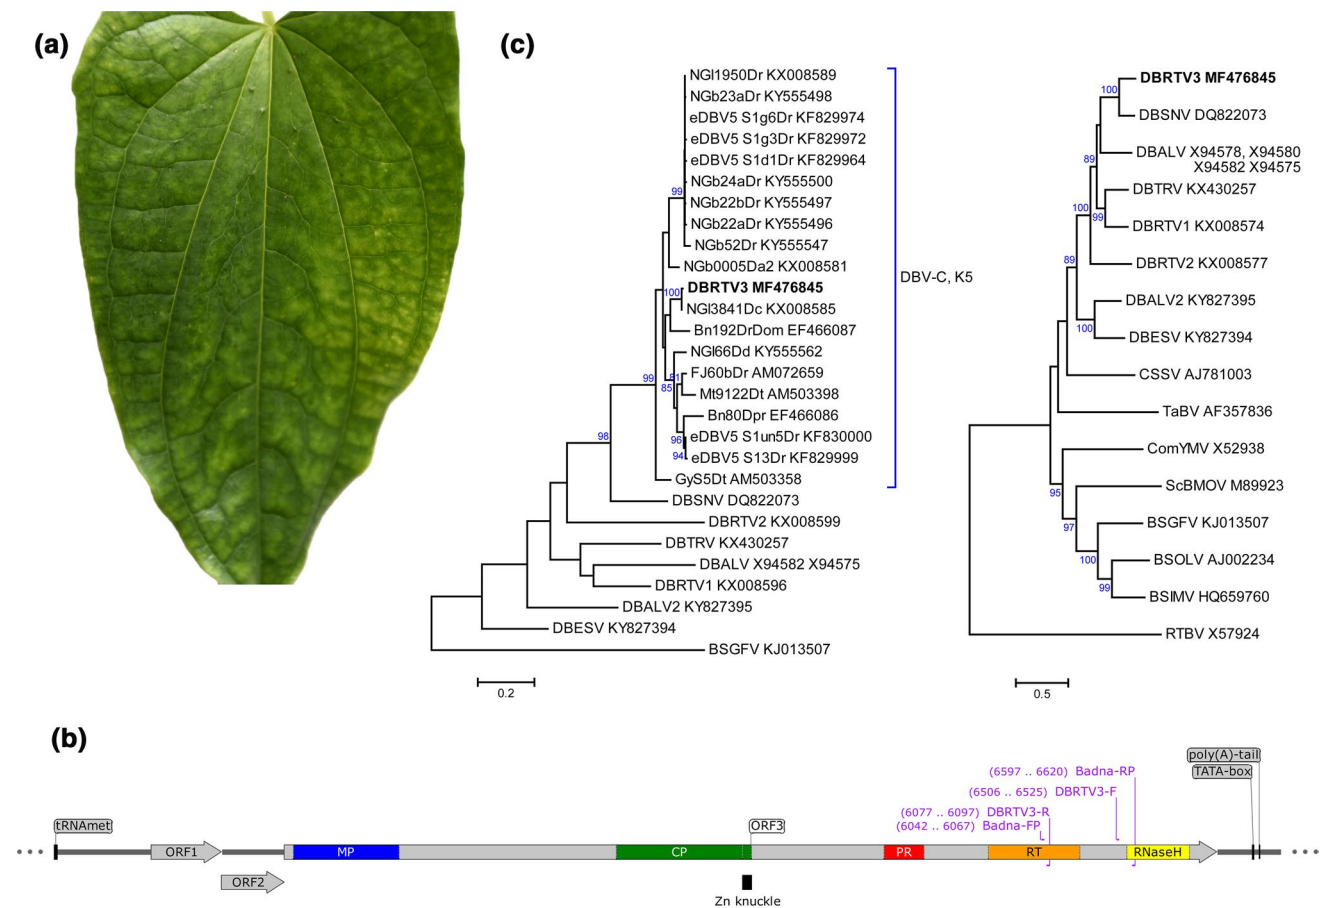 (a)
(c)
NGl1950Dr KX008589
NGb23aDr KY555498
eDBV5 S1g6Dr KF829974
eDBV5 S1g3Dr KF829972
eDBV5 S1d1Dr KF829964
NGb24aDr KY555500
99
NGb22bDr KY555497
NGb22aDr KY555496
NGb52Dr KY555547
NGb0005Da2 KX008581
DBV-C, K5
100
DBRTV3 MF476845
NGl3841Dc KX008585
Bn192DrDom EF466087
NGl66Dd KY555562
99
81
FJ60bDr AM072659
85
Mt9122Dt AM503398
Bn80Dpr EF466086
98
96
eDBV5 S1un5Dr KF830000
94
eDBV5 S13Dr KF829999
GyS5Dt AM503358
DBSNV DQ822073
DBRTV2 KX008599
DBTRV KX430257
DBALV X94582 X94575
DBRTV1 KX008596
DBALV2 KY827395
DBESV KY827394
BSGFV KJ013507
0.2
DBRTV3 MF476845
100
DBSNV DQ822073
89
DBALV X94578, X94580
X94582 X94575
DBTRV KX430257
100
99
DBRTV1 KX008574
89
DBRTV2 KX008577
DBALV2 KY827395
100
DBESV KY827394
CSSV AJ781003
TaBV AF357836
ComYMV X52938
95
ScBMOV M89923
97
BSGFV KJ013507
100
BSOLV AJ002234
99
BSIMV HQ659760
RTBV X57924
0.5
(b)
poly(A)-tail
(6597 .. 6620) Badna-RP
TATA-box
(6506 .. 6525) DBRTV3-F
(6077 .. 6097) DBRTV3-R
tRNAmet
ORF3
(6042 .. 6067) Badna-FP
ORF1
MP
CP
PR
RT
RNaseH
ORF2
Zn knuckle